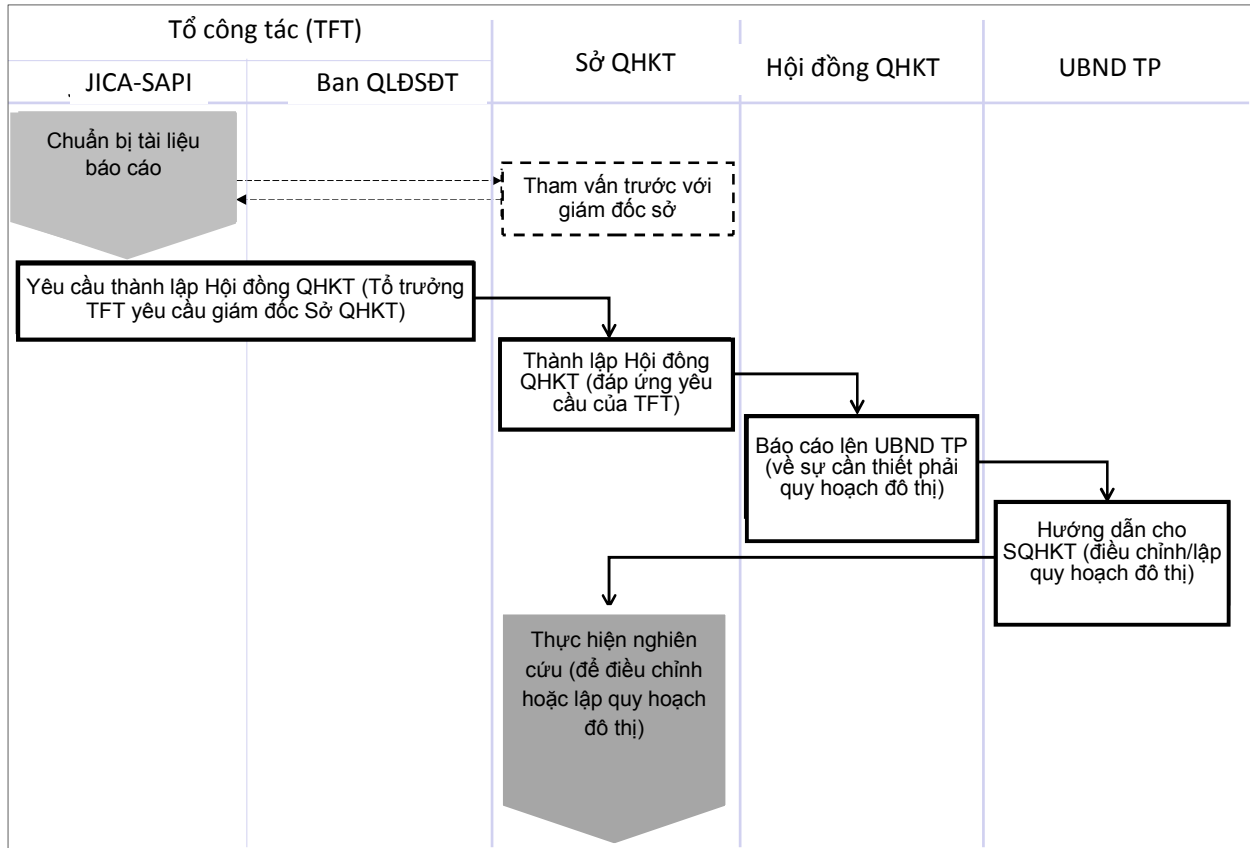 Tổ công tác (TFT)
Sở QHKT
Hội đồng QHKT
UBND TP
JICA-SAPI
Ban QLĐSĐT
Chuẩn bị tài liệu
báo cáo
Tham vấn trước với
giám đốc sở
Yêu cầu thành lập Hội đồng QHKT (Tổ trưởng
TFT yêu cầu giám đốc Sở QHKT)
Thành lập Hội đồng
QHKT (đáp ứng yêu
cầu của TFT)
Báo cáo lên UBND TP
(về sự cần thiết phải
quy hoạch đô thị)
Hướng dẫn cho
SQHKT (điều chỉnh/lập
quy hoạch đô thị)
Thực hiện nghiên
cứu (để điều chỉnh
hoặc lập quy hoạch
đô thị)